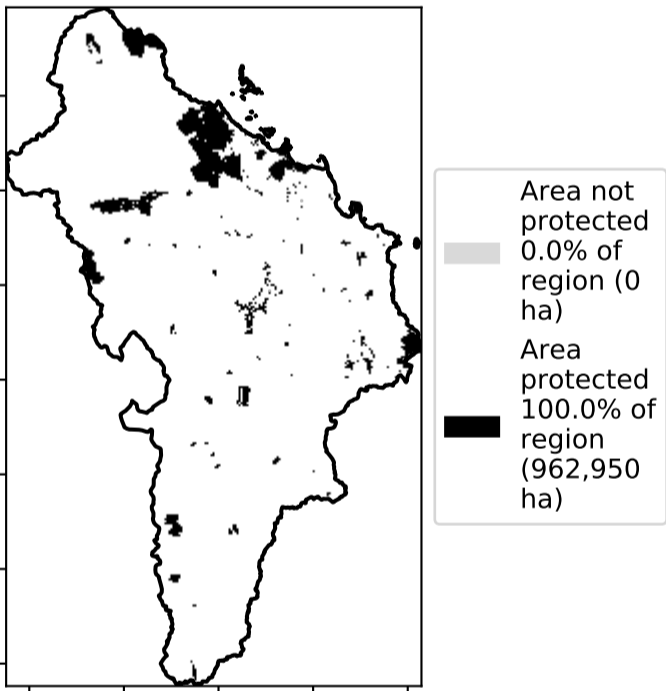 Area not
protected
0.0% of
region (0
ha)
Area
protected
100.0% of
region
(962,950
ha)